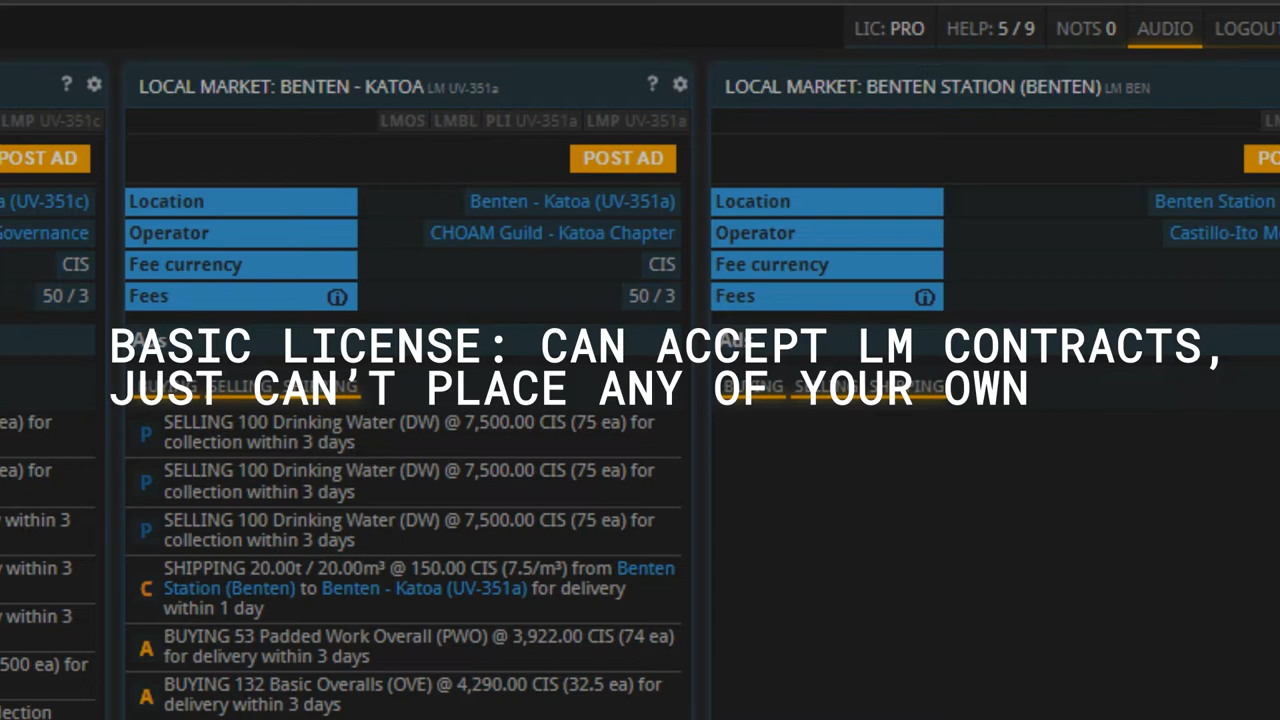 LIC: PRO HELP: 5 / 9 NOTS 0 AUDIO LOGOUT
? LOCAL MARKET: BENTEN - KATOA LM UV-351a ? LOCAL MARKET: BENTEN STATION (BENTEN) LM BEN
LMP UV-351c LMOS LMBL PLI UV-351a LMP UV-351a
POST AD POST AD
a (UV-351c) Location Benten - Katoa (UV-351a) Location Benten Station
Governance Operator CHOAM Guild - Katoa Chapter Operator Castillo-Ito
CIS Fee currency CIS Fee currency
50 / 3 Fees 50 / 3 Fees
Ads Ads
BASIC LICENSE: CAN ACCEPT LM CONTRACTS,
JUST CAN'T PLACE ANY OF YOUR OWN
BUYING SELLING SHIPPING BUYING SELLING SHIPPING
ea) for P SELLING 100 Drinking Water (DW) @ 7,500.00 CIS (75 ea) for
collection within 3 days
ea) for P SELLING 100 Drinking Water (DW) @ 7,500.00 CIS (75 ea) for
collection within 3 days
within 3 P SELLING 100 Drinking Water (DW) @ 7,500.00 CIS (75 ea) for
collection within 3 days
within 3 SHIPPING 20.00t / 20.00m³ @ 150.00 CIS (7.5/m³) from Benten
C Station (Benten) to Benten - Katoa (UV-351a) for delivery
within 3 within 1 day
BUYING 53 Padded Work Overall (PWO) @ 3,922.00 CIS (74 ea)
500 ea) for A for delivery within 3 days
BUYING 132 Basic Overalls (OVE) @ 4,290.00 CIS (32.5 ea) for
A delivery within 3 days